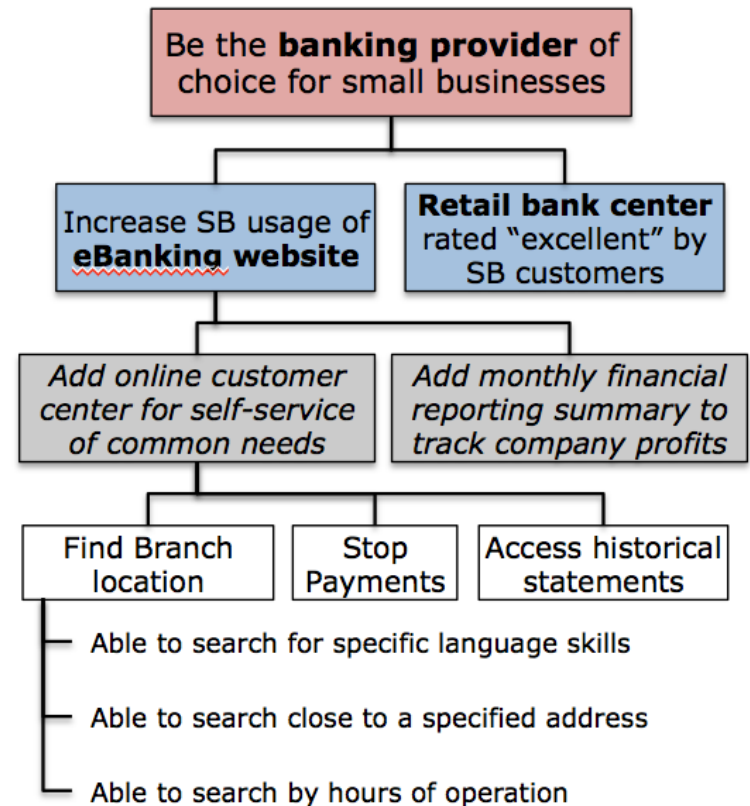 Be the banking provider of
choice for small businesses
Increase SB usage of
eBanking website
Retail bank center
rated “excellent” by
SB customers
Add online customer
center for self-service
of common needs
Add monthly financial
reporting summary to
track company profits
Find Branch
location
Stop
Payments
Access historical
statements
Able to search for specific language skills
Able to search close to a specified address
Able to search by hours of operation